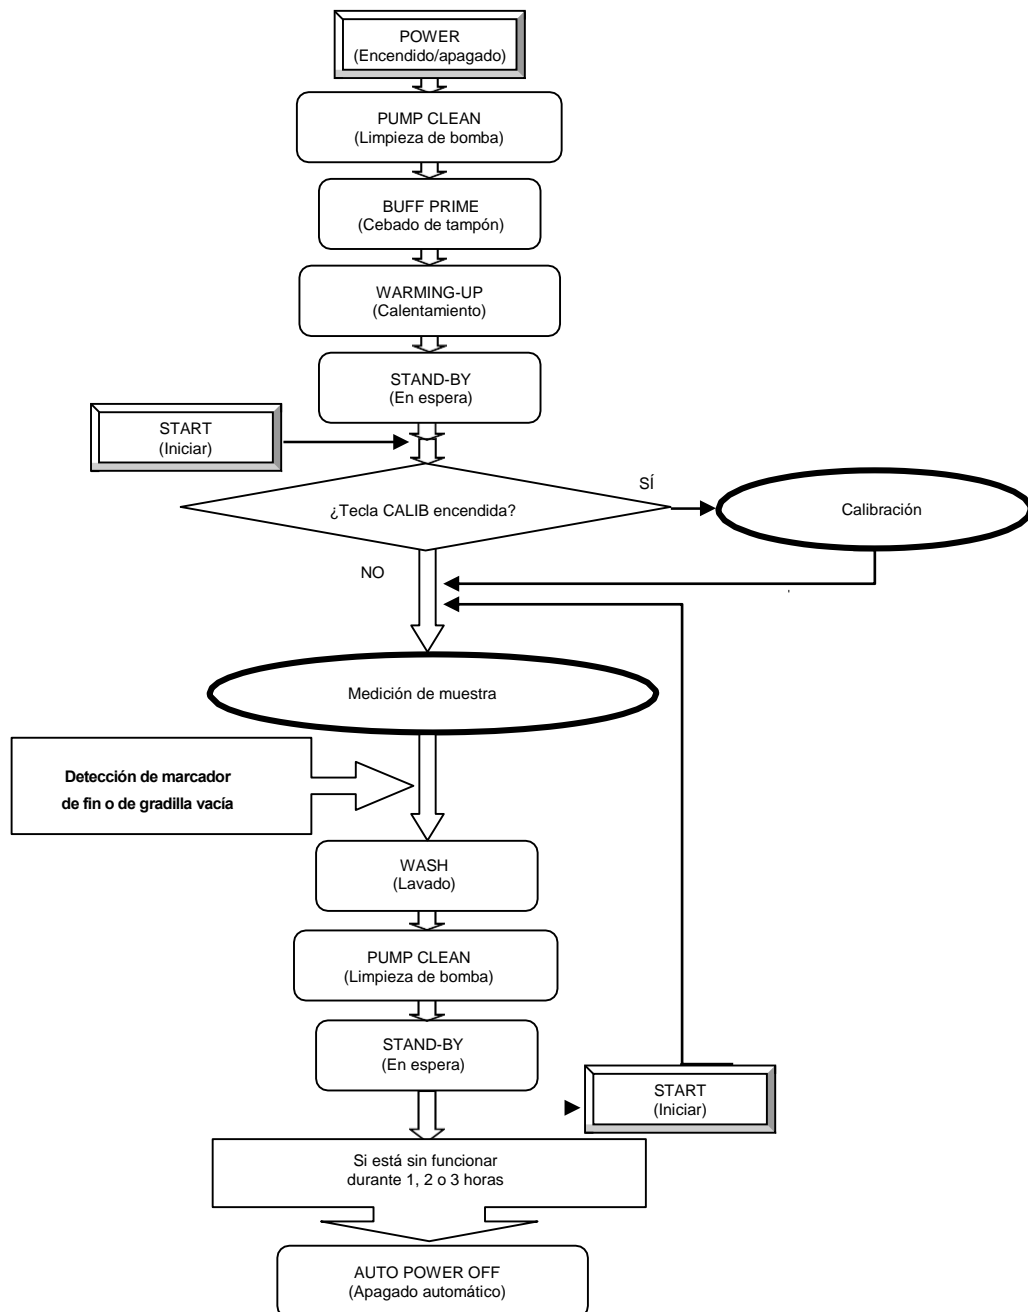 POWER
(Encendido/apagado)
PUMP CLEAN
(Limpieza de bomba)
BUFF PRIME
(Cebado de tampón)
WARMING-UP
(Calentamiento)
STAND-BY
(En espera)
START
(Iniciar)
¿Tecla CALIB encendida?
SÍ
Calibración
NO
Medición de muestra
Detección de marcador
de fin o de gradilla vacía
WASH
(Lavado)
PUMP CLEAN
(Limpieza de bomba)
STAND-BY
(En espera)
START
(Iniciar)
Si está sin funcionar
durante 1, 2 o 3 horas
AUTO POWER OFF
(Apagado automático)